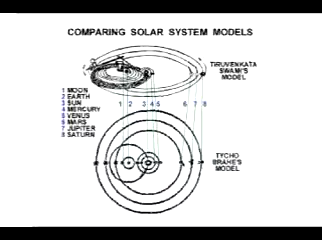 COMPARING SOLAR SYSTEM MODELS
TIRUVENKATA
SWAMI'S
MODEL
1 MOON
2 EARTH
3 SUN
4 MERCURY
5 VENUS
6 MARS
7 JUPITER
8 SATURN
1 2 3 4 5 6 7 8
TYCHO
BRAHE'S
MODEL